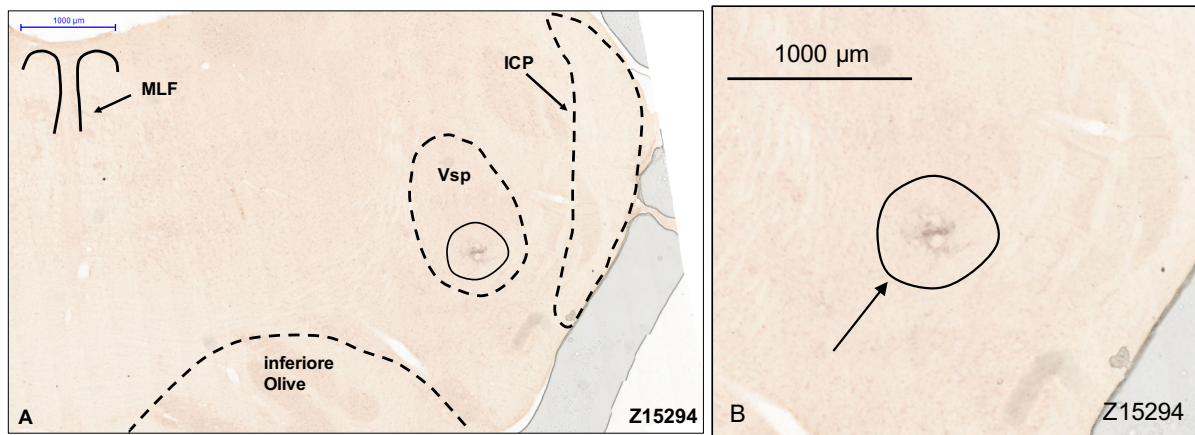 1000 µm
MLF
ICP
Vsp
inferiore
Olive
A
Z15294
1000 µm
B
Z15294